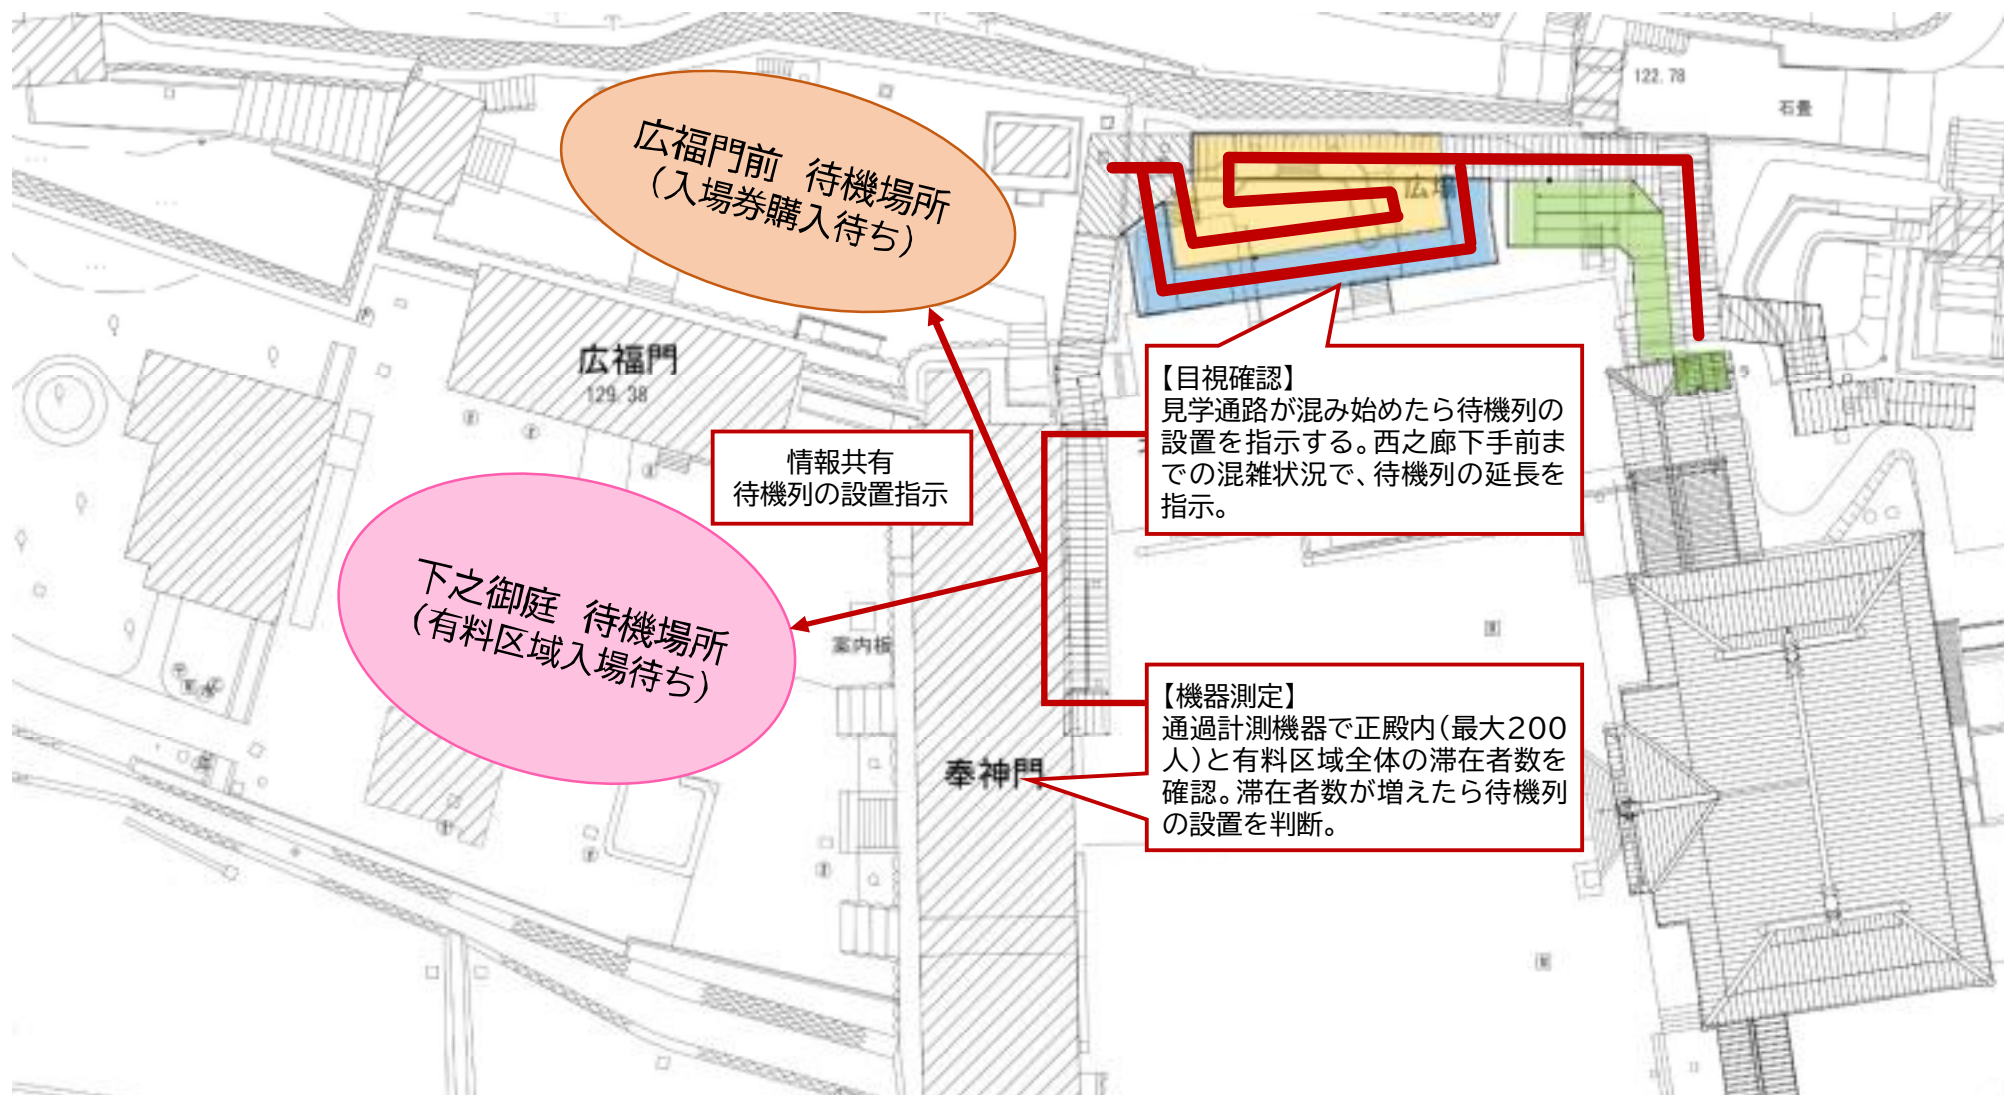 122.78
石畳
広福門前　待機場所
（入場券購入待ち）
広福門
129.38
情報共有
待機列の設置指示
【目視確認】
見学通路が混み始めたら待機列の
設置を指示する。西之廊下手前ま
での混雑状況で、待機列の延長を
指示。
下之御庭　待機場所
（有料区域入場待ち）
案内板
【機器測定】
通過計測機器で正殿内（最大200
人）と有料区域全体の滞在者数を
確認。滞在者数が増えたら待機列
の設置を判断。
奉神門